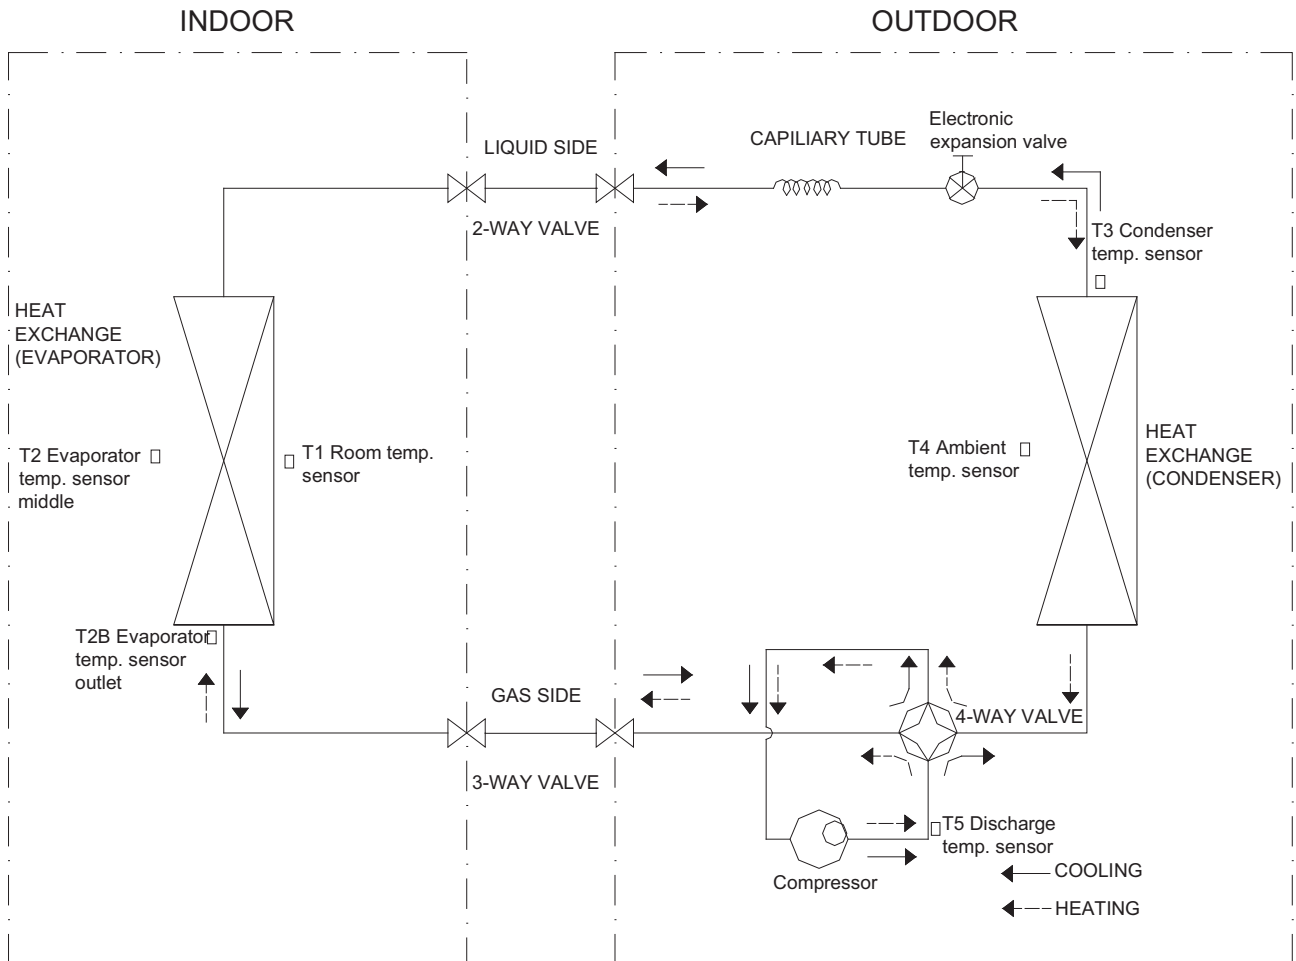 INDOOR
OUTDOOR
LIQUID SIDE
CAPILIARY TUBE
Electronic
expansion valve
2-WAY VALVE
T3 Condenser
temp. sensor
HEAT
EXCHANGE
(EVAPORATOR)
T2 Evaporator
temp. sensor
middle
T1 Room temp.
sensor
T4 Ambient
temp. sensor
HEAT
EXCHANGE
(CONDENSER)
T2B Evaporator
temp. sensor
outlet
GAS SIDE
4-WAY VALVE
3-WAY VALVE
T5 Discharge
temp. sensor
Compressor
COOLING
HEATING